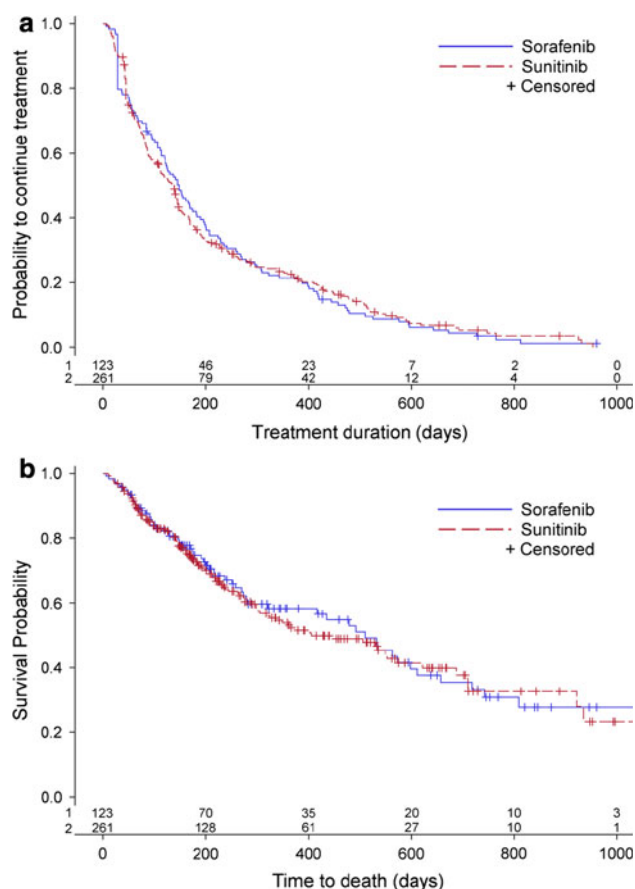 a
1.0
0.8
0.6
0.4
0.2
0.0
Probability to continue treatment
Sorafenib
Sunitinib
+ Censored
1 123 46 23 7 2 0
2 261 79 42 12 4 0
0 200 400 600 800 1000
Treatment duration (days)
b
1.0
0.8
0.6
0.4
0.2
0.0
Survival Probability
Sorafenib
Sunitinib
+ Censored
1 123 70 35 20 10 3
2 261 128 61 27 10 1
0 200 400 600 800 1000
Time to death (days)